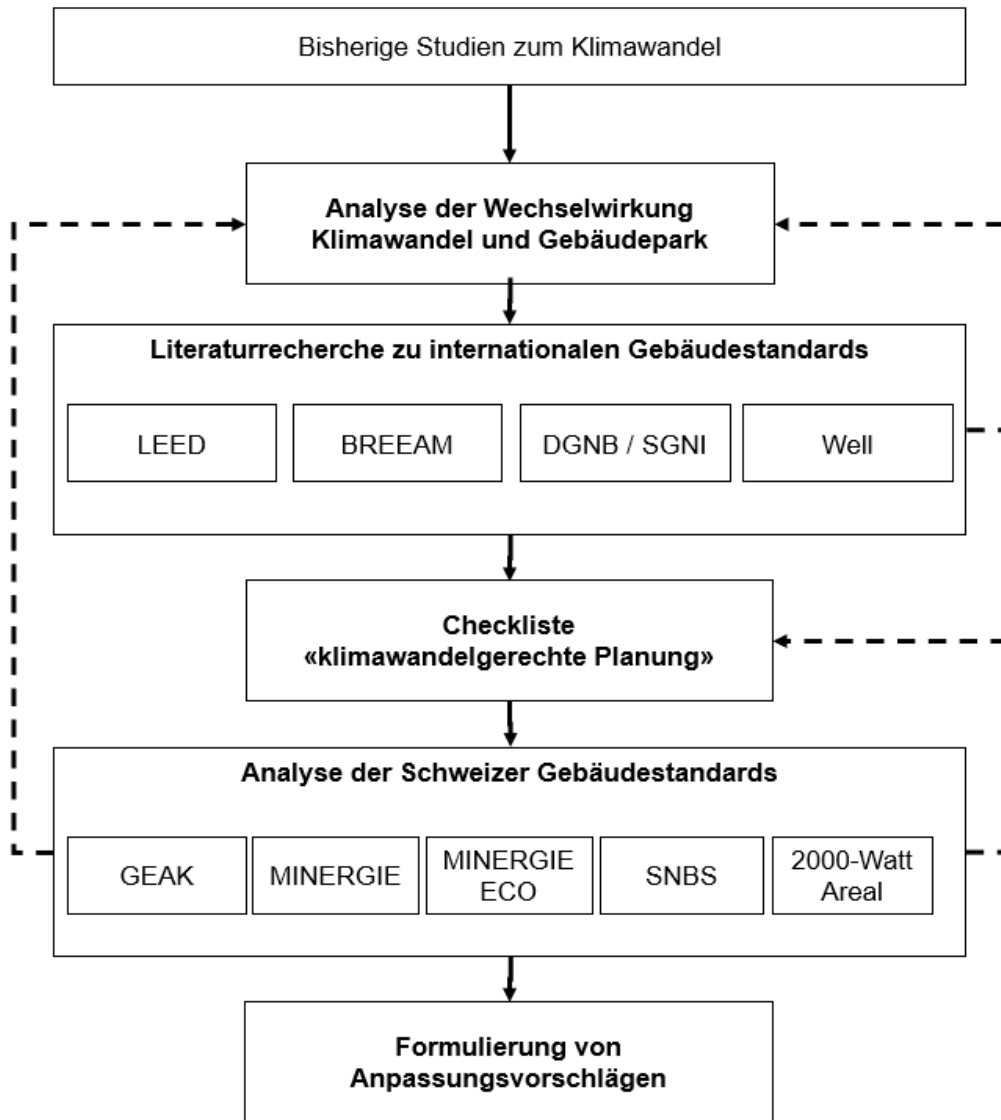 Bisherige Studien zum Klimawandel
Analyse der Wechselwirkung
Klimawandel und Gebäudepark
Literaturrecherche zu internationalen Gebäudestandards
LEED
BREEAM
DGNB / SGNI
Well
Checkliste
«klimawandelgerechte Planung»
Analyse der Schweizer Gebäudestandards
GEAK
MINERGIE
MINERGIE
ECO
SNBS
2000-Watt
Areal
Formulierung von
Anpassungsvorschlägen